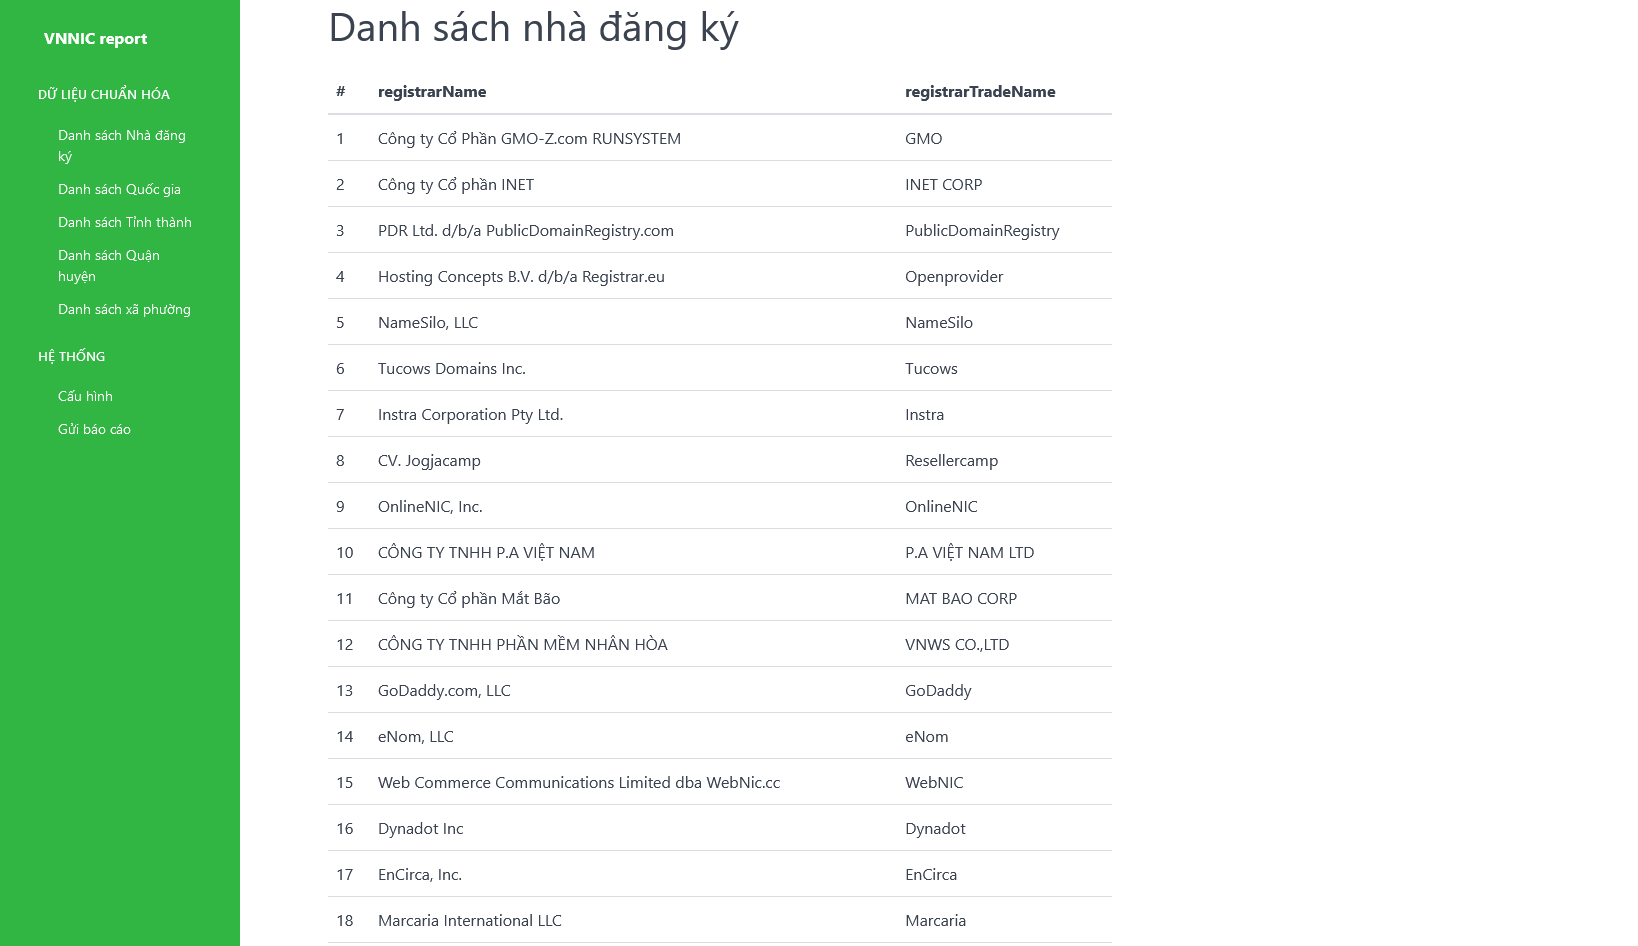 VNNIC report
DỮ LIỆU CHUẨN HÓA
Danh sách Nhà đăng
ký
Danh sách Quốc gia
Danh sách Tỉnh thành
Danh sách Quận
huyện
Danh sách xã phường
HỆ THỐNG
Cấu hình
Gửi báo cáo
Danh sách nhà đăng ký
# registrarName registrarTradeName
1 Công ty Cổ Phần GMO-Z.com RUNSYSTEM GMO
2 Công ty Cổ phần INET INET CORP
3 PDR Ltd. d/b/a PublicDomainRegistry.com PublicDomainRegistry
4 Hosting Concepts B.V. d/b/a Registrar.eu Openprovider
5 NameSilo, LLC NameSilo
6 Tucows Domains Inc. Tucows
7 Instra Corporation Pty Ltd. Instra
8 CV. Jogjacamp Resellercamp
9 OnlineNIC, Inc. OnlineNIC
10 CÔNG TY TNHH P.A VIỆT NAM P.A VIỆT NAM LTD
11 Công ty Cổ phần Mắt Bão MAT BAO CORP
12 CÔNG TY TNHH PHẦN MỀM NHÂN HÒA VNWS CO.,LTD
13 GoDaddy.com, LLC GoDaddy
14 eNom, LLC eNom
15 Web Commerce Communications Limited dba WebNic.cc WebNIC
16 Dynadot Inc Dynadot
17 EnCirca, Inc. EnCirca
18 Marcaria International LLC Marcaria